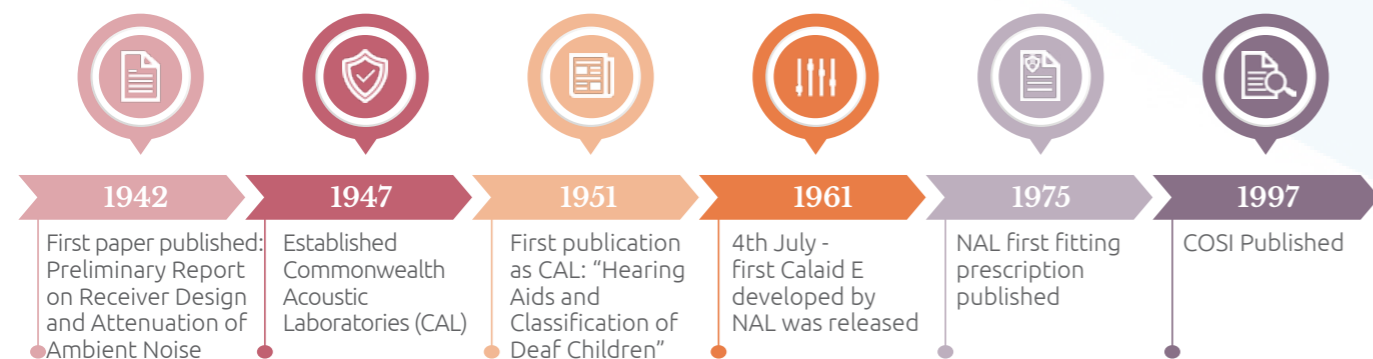 1942
First paper published:
Preliminary Report
on Receiver Design
and Attenuation of
Ambient Noise
1947
Established
Commonwealth
Acoustic
Laboratories (CAL)
1951
First publication
as CAL: “Hearing
Aids and
Classification of
Deaf Children”
1961
4th July -
first Calaid E
developed by
NAL was released
1975
NAL first fitting
prescription
published
1997
COSI Published